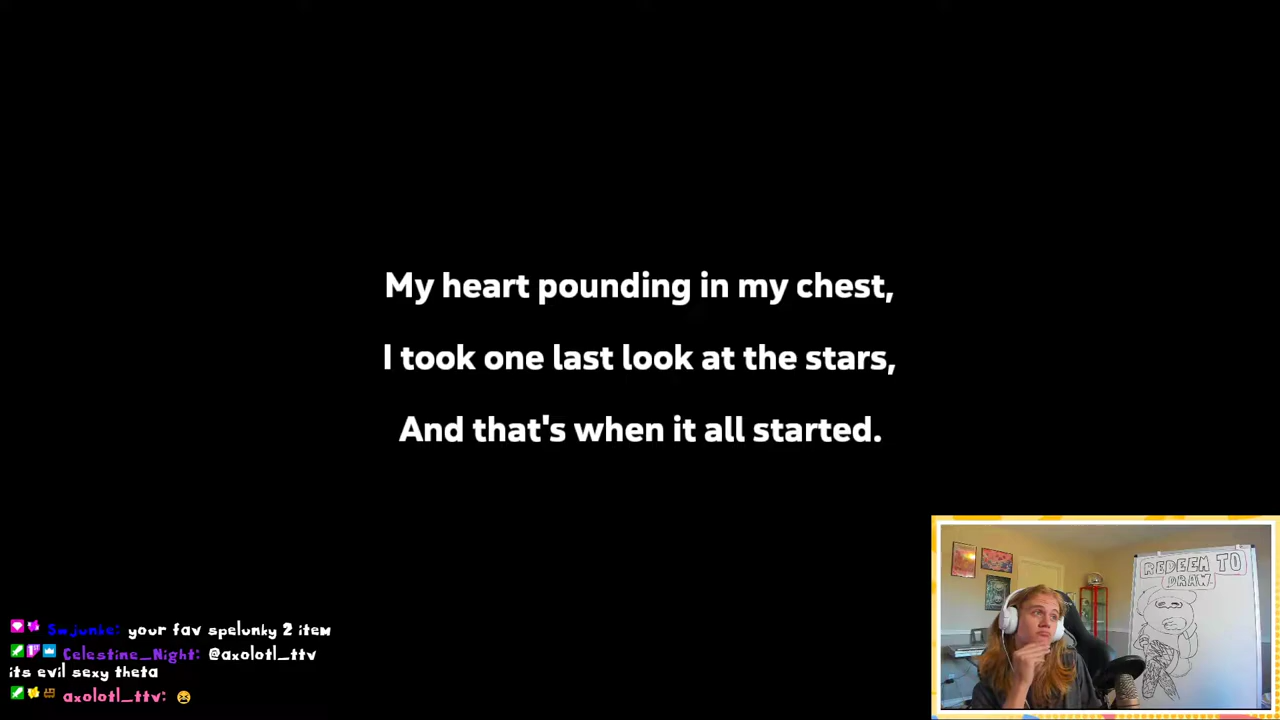 My heart pounding in my chest,
I took one last look at the stars,
And that's when it all started.
REDEEM TO
DRAW
Smjunke: your fav spelunky 2 item
Celestine_Night: @axolotl_ttv
its evil sexy theta
axolotl_ttv: